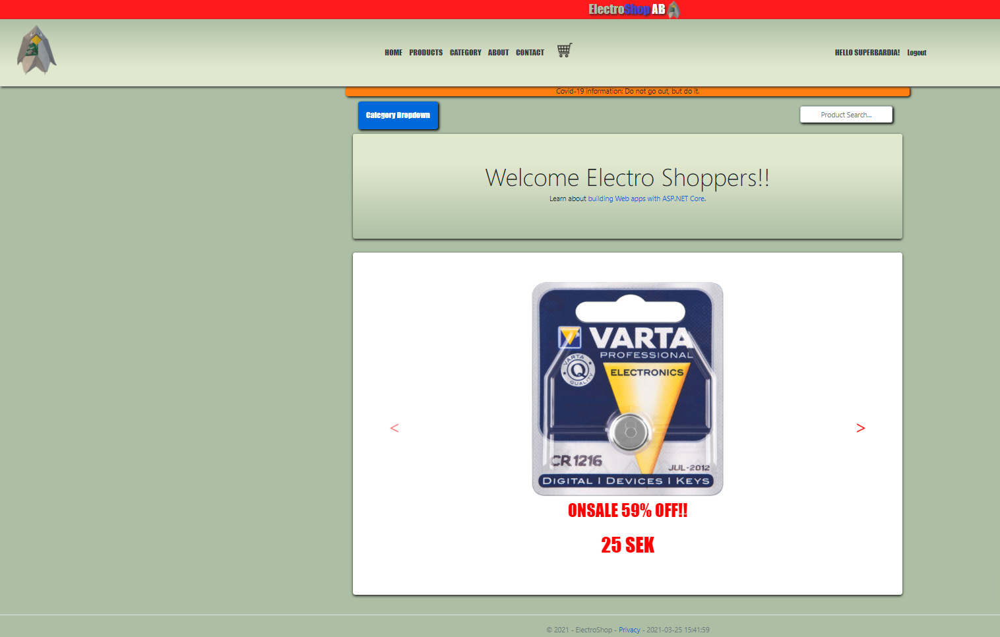 ElectroShop AB
HOME PRODUCTS CATEGORY ABOUT CONTACT
HELLO SUPERBARDIA! Logout
Covid-19 information: Do not go out, but do it.
Category Dropdown
Product Search...
Welcome Electro Shoppers!!
Learn about building Web apps with ASP.NET Core.
VARTA
PROFESSIONAL
VARTA
Q
QUALITY
ELECTRONICS
CR 1216
JUL-2012
DIGITAL | DEVICES | KEYS
<
>
ONSALE 59% OFF!!
25 SEK
© 2021 - ElectroShop - Privacy - 2021-03-25 15:41:59